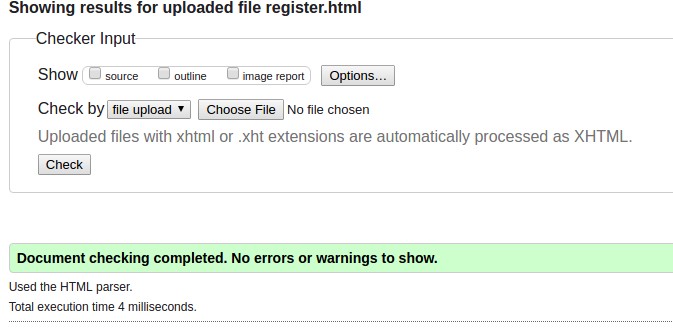 Showing results for uploaded file register.html
Checker Input
Show source outline image report Options...
Check by file upload Choose File No file chosen
Uploaded files with xhtml or .xht extensions are automatically processed as XHTML.
Check
Document checking completed. No errors or warnings to show.
Used the HTML parser.
Total execution time 4 milliseconds.